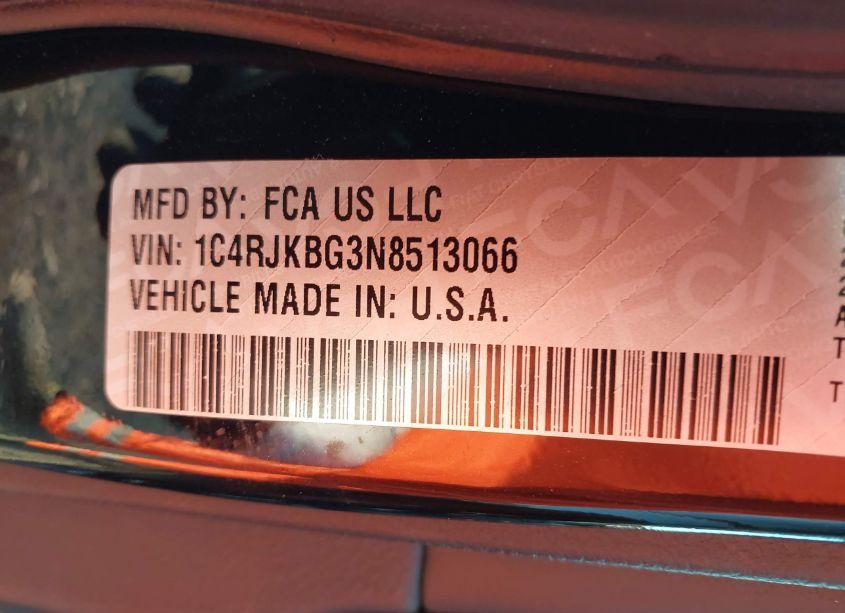 MFD BY: FCA US LLC
VIN: 1C4RJKBG3N8513066
VEHICLE MADE IN: U.S.A.